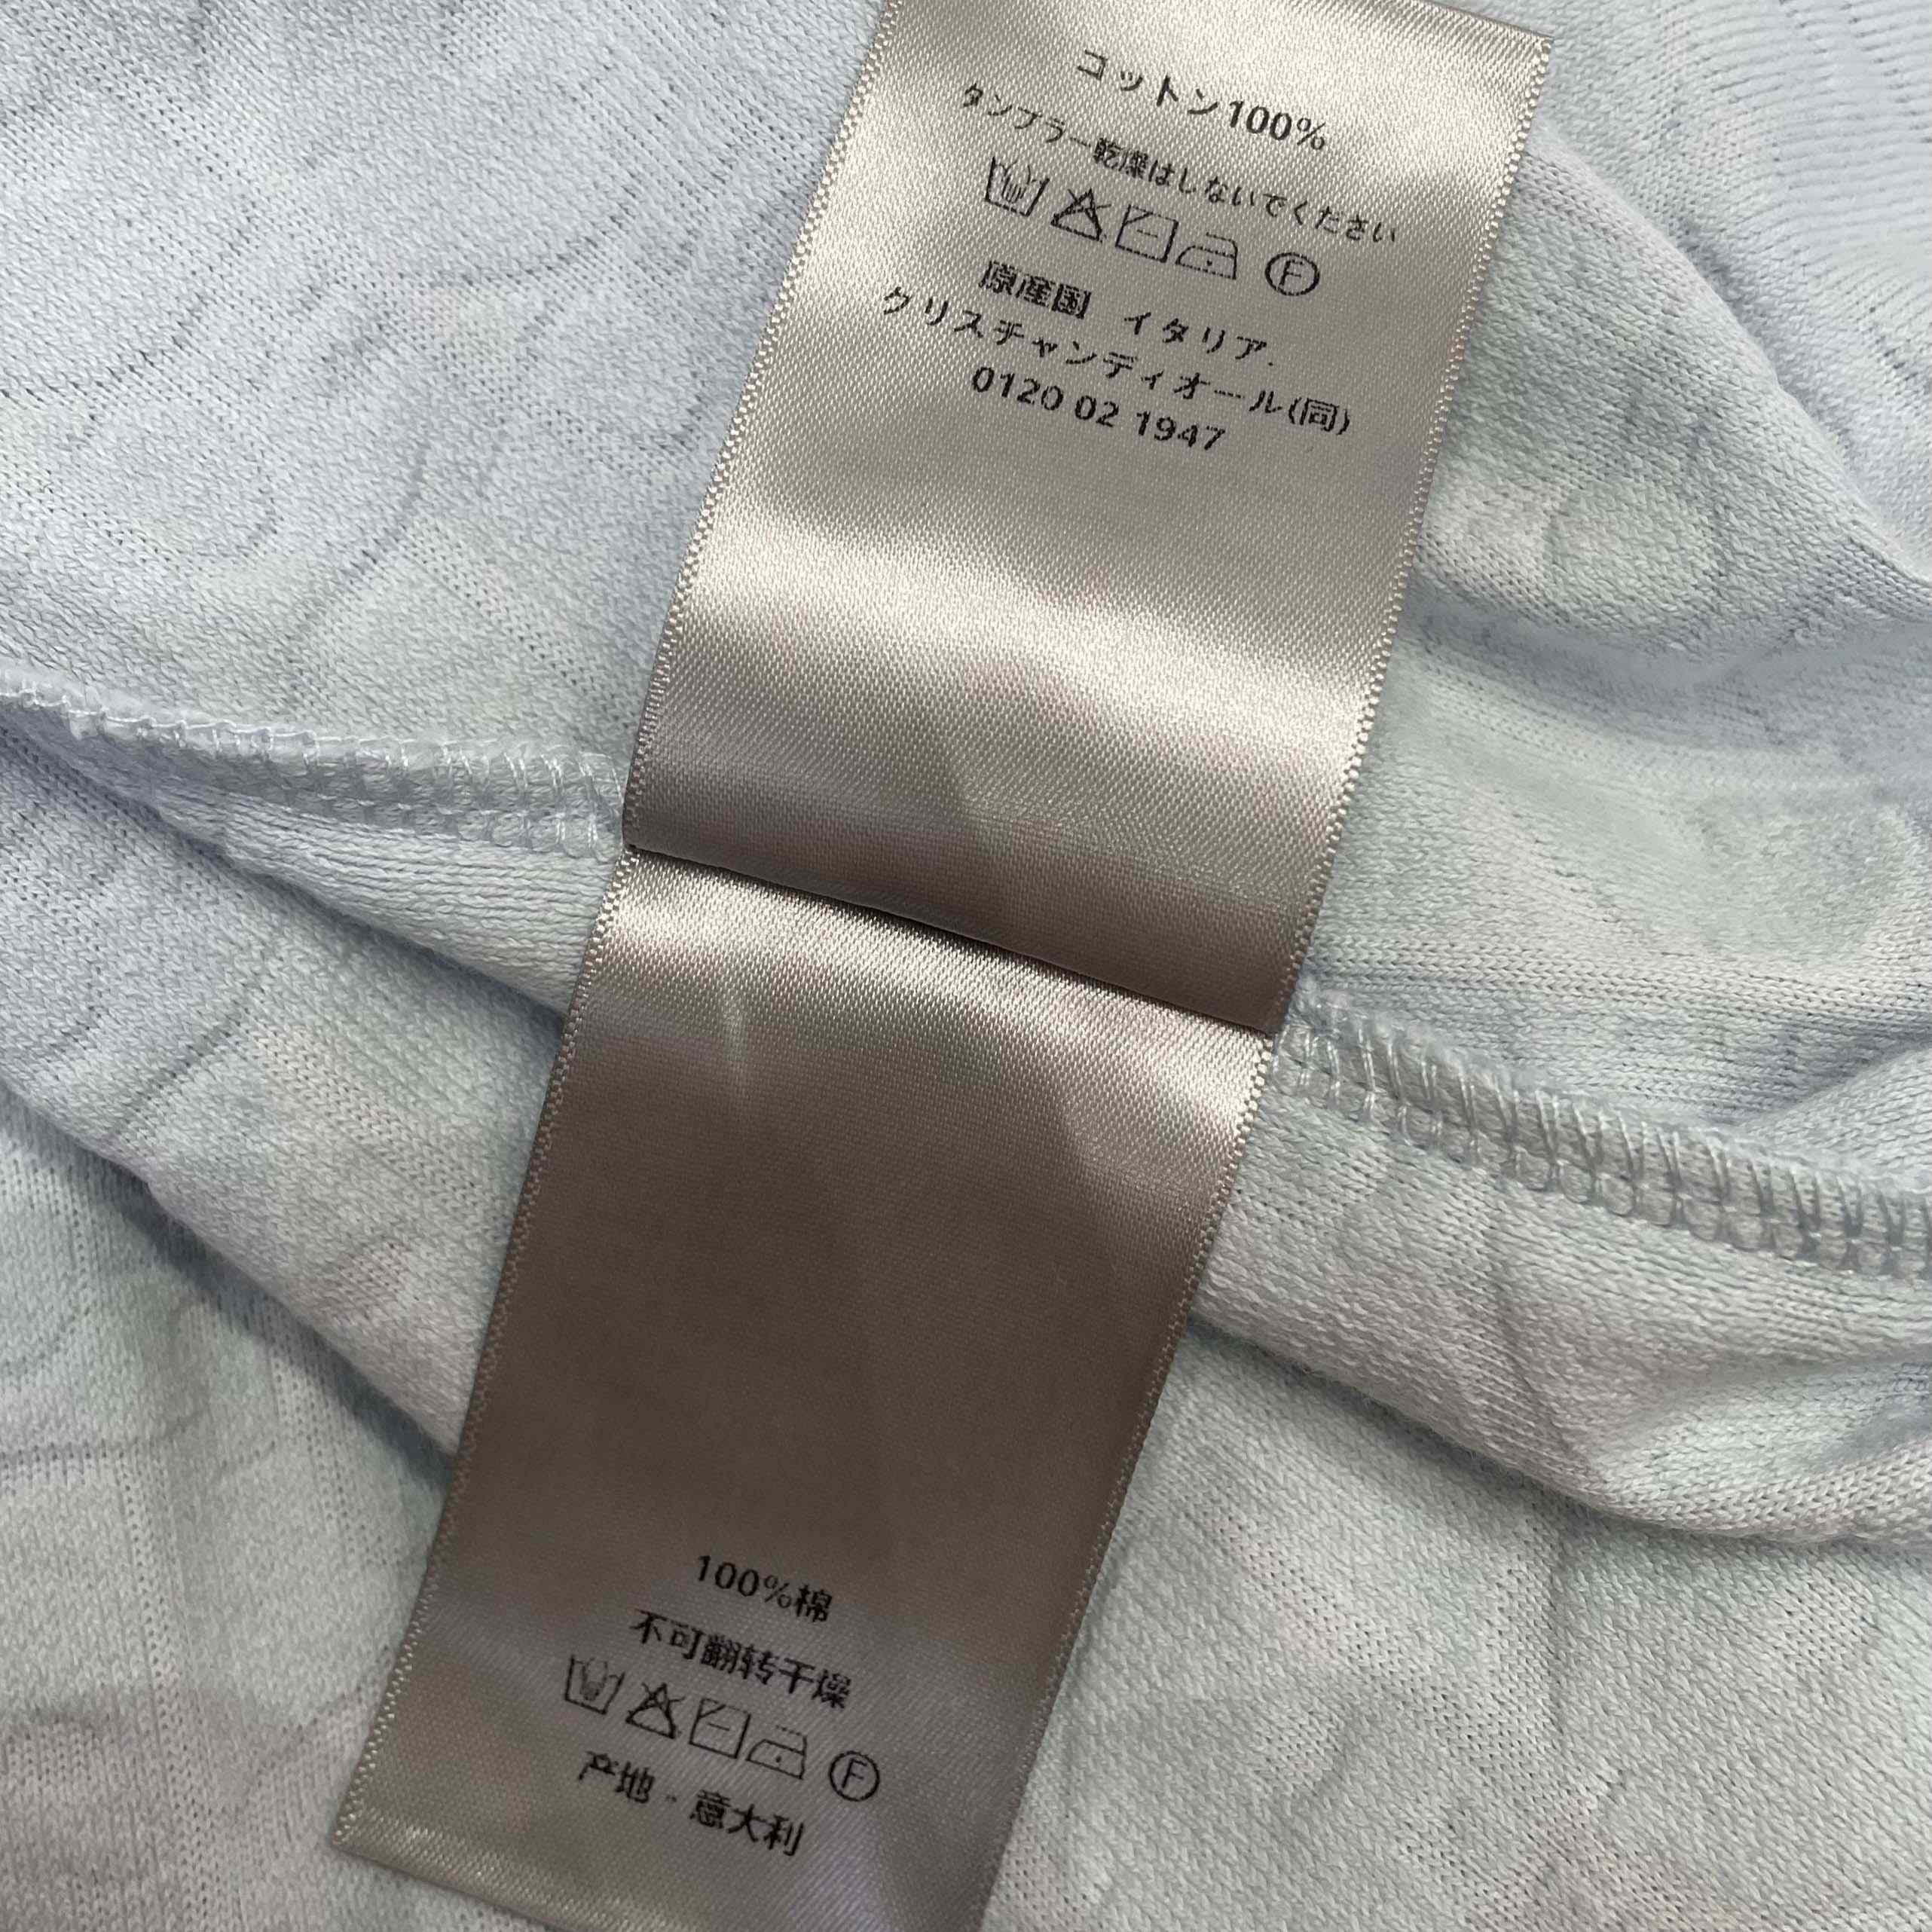 コットン100%
タンブラー乾燥はしないでください
F
原産国 イタリア.
クリスチャンディオール(同)
0120 02 1947
100%棉
不可翻转干燥
F
产地 · 意大利